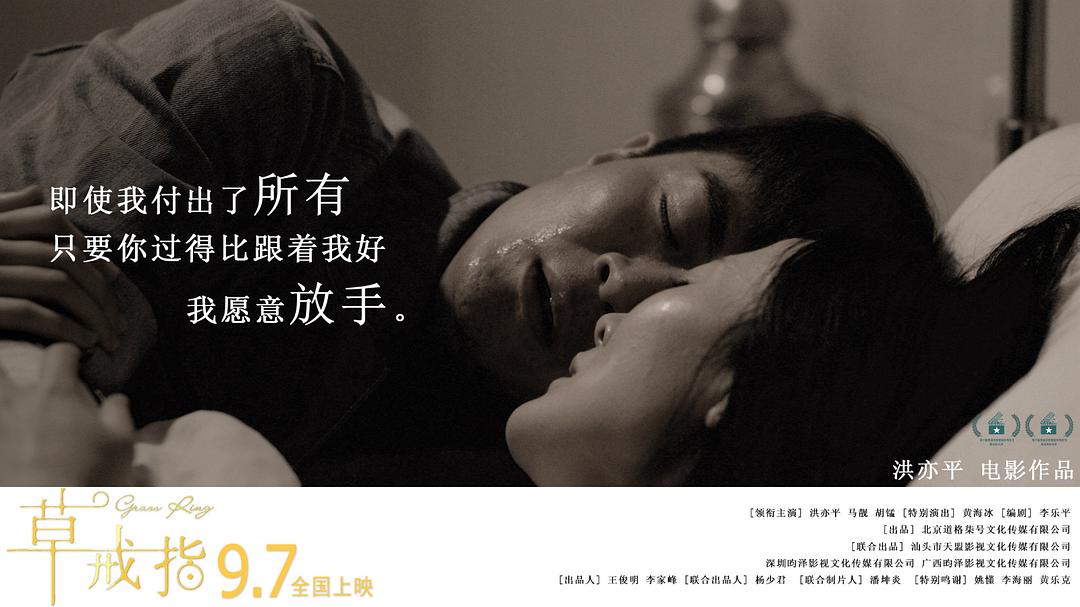 即使我付出了所有
只要你过得比跟着我好
我愿意放手。
洪亦平 电影作品
草戒指
Grass Ring
9.7全国上映
[领衔主演] 洪亦平 马靓 胡锰 [特别演出] 黄海冰 [编剧] 李乐平
[出品] 北京道格柒号文化传媒有限公司
[联合出品] 汕头市天盟影视文化传媒有限公司
深圳昀泽影视文化传媒有限公司 广西昀泽影视文化传媒有限公司
[出品人] 王俊明 李家峰 [联合出品人] 杨少君 [联合制片人] 潘坤炎 [特别鸣谢] 姚懂 李海丽 黄乐克